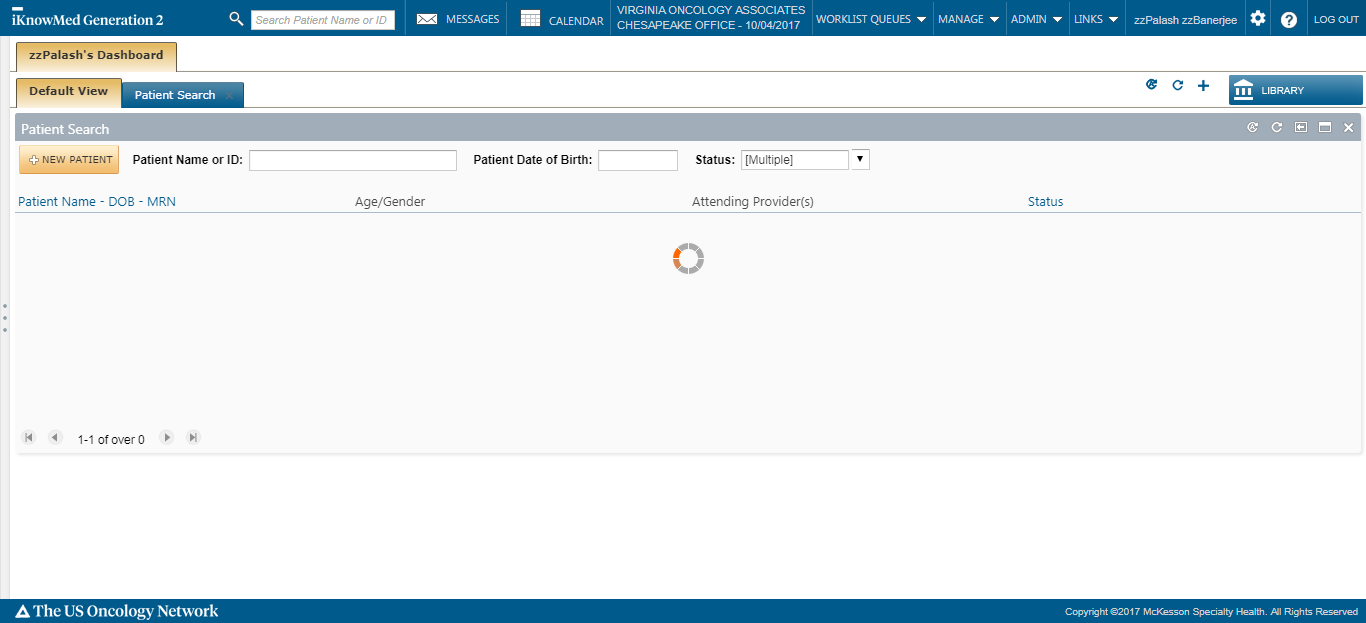 iKnowMed Generation 2
Search Patient Name or ID
MESSAGES
CALENDAR
VIRGINIA ONCOLOGY ASSOCIATES
CHESAPEAKE OFFICE - 10/04/2017
WORKLIST QUEUES
MANAGE
ADMIN
LINKS
zzPalash zzBanerjee
?
LOG OUT
zzPalash's Dashboard
Default View
Patient Search
LIBRARY
Patient Search
NEW PATIENT
Patient Name or ID:
Patient Date of Birth:
Status:
[Multiple]
Patient Name - DOB - MRN
Age/Gender
Attending Provider(s)
Status
1-1 of over 0
The US Oncology Network
Copyright ©2017 McKesson Specialty Health. All Rights Reserved